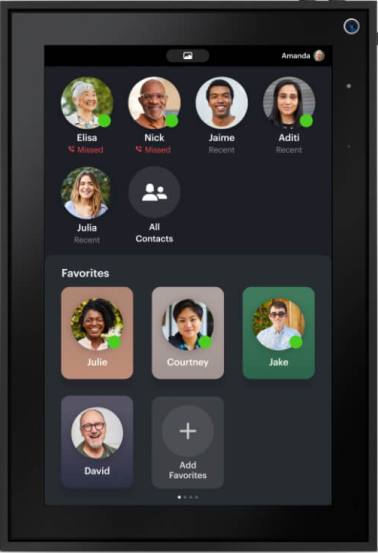 Amanda
Elisa
Missed
Nick
Missed
Jaime
Recent
Aditi
Recent
Julia
Recent
All
Contacts
Favorites
Julie
Courtney
Jake
David
Add
Favorites